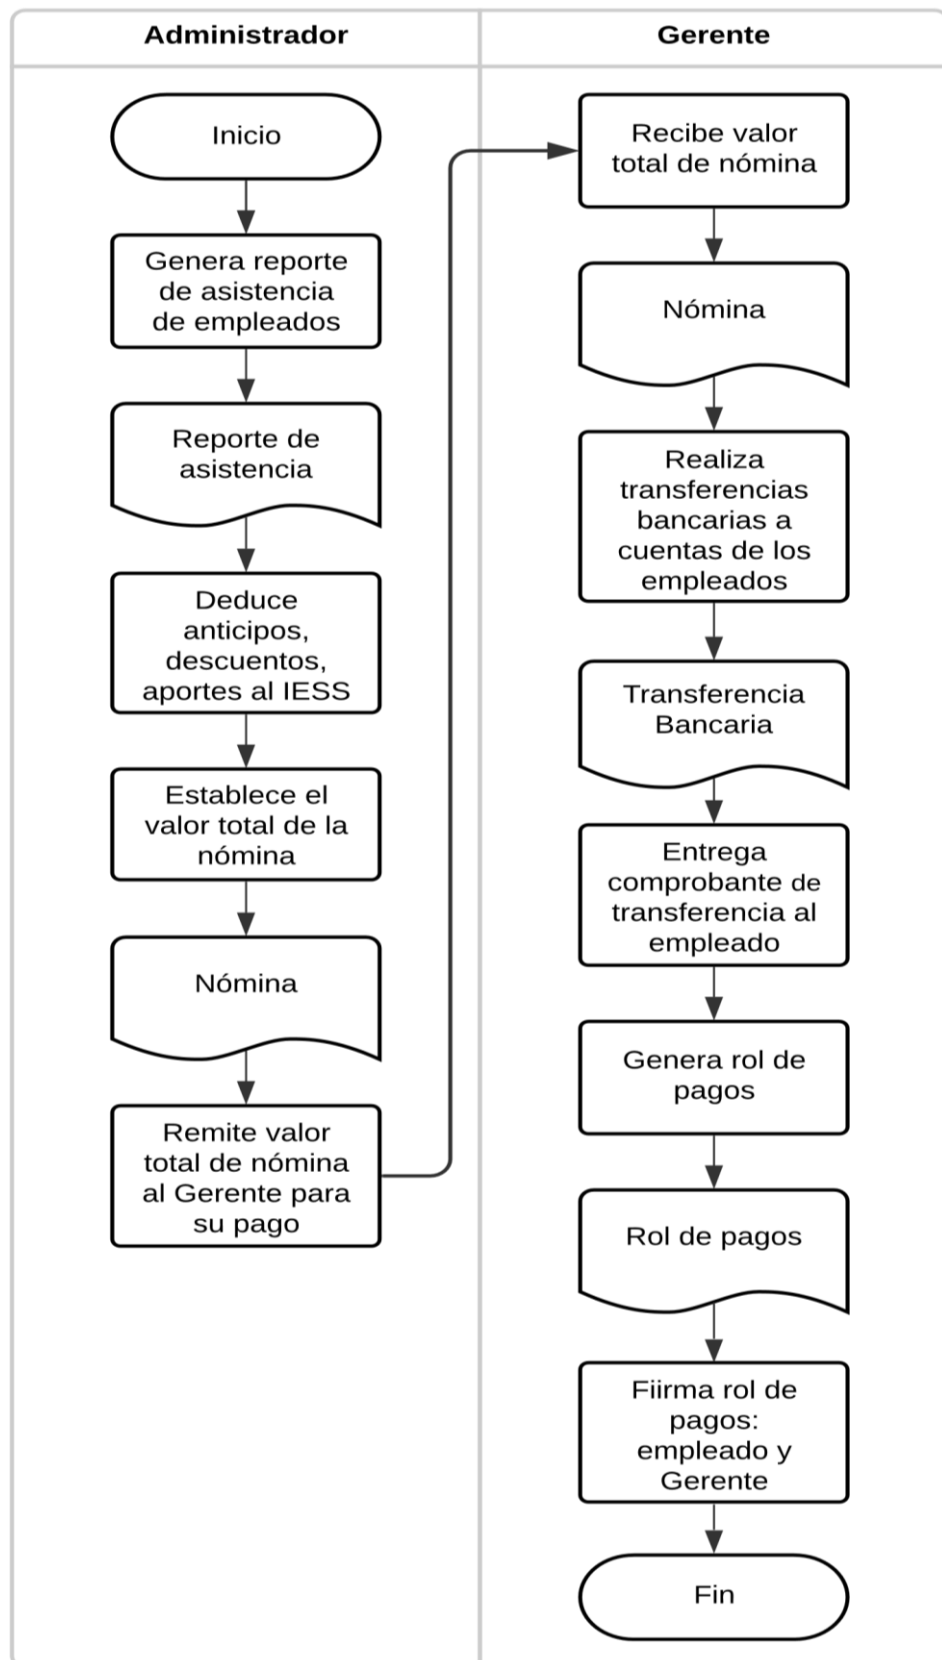 Administrador
Gerente
Inicio
Genera reporte
de asistencia
de empleados
Reporte de
asistencia
Deduce
anticipos,
descuentos,
aportes al IESS
Establece el
valor total de la
nómina
Nómina
Remite valor
total de nómina
al Gerente para
su pago
Recibe valor
total de nómina
Nómina
Realiza
transferencias
bancarias a
cuentas de los
empleados
Transferencia
Bancaria
Entrega
comprobante de
transferencia al
empleado
Genera rol de
pagos
Rol de pagos
Fiirma rol de
pagos:
empleado y
Gerente
Fin